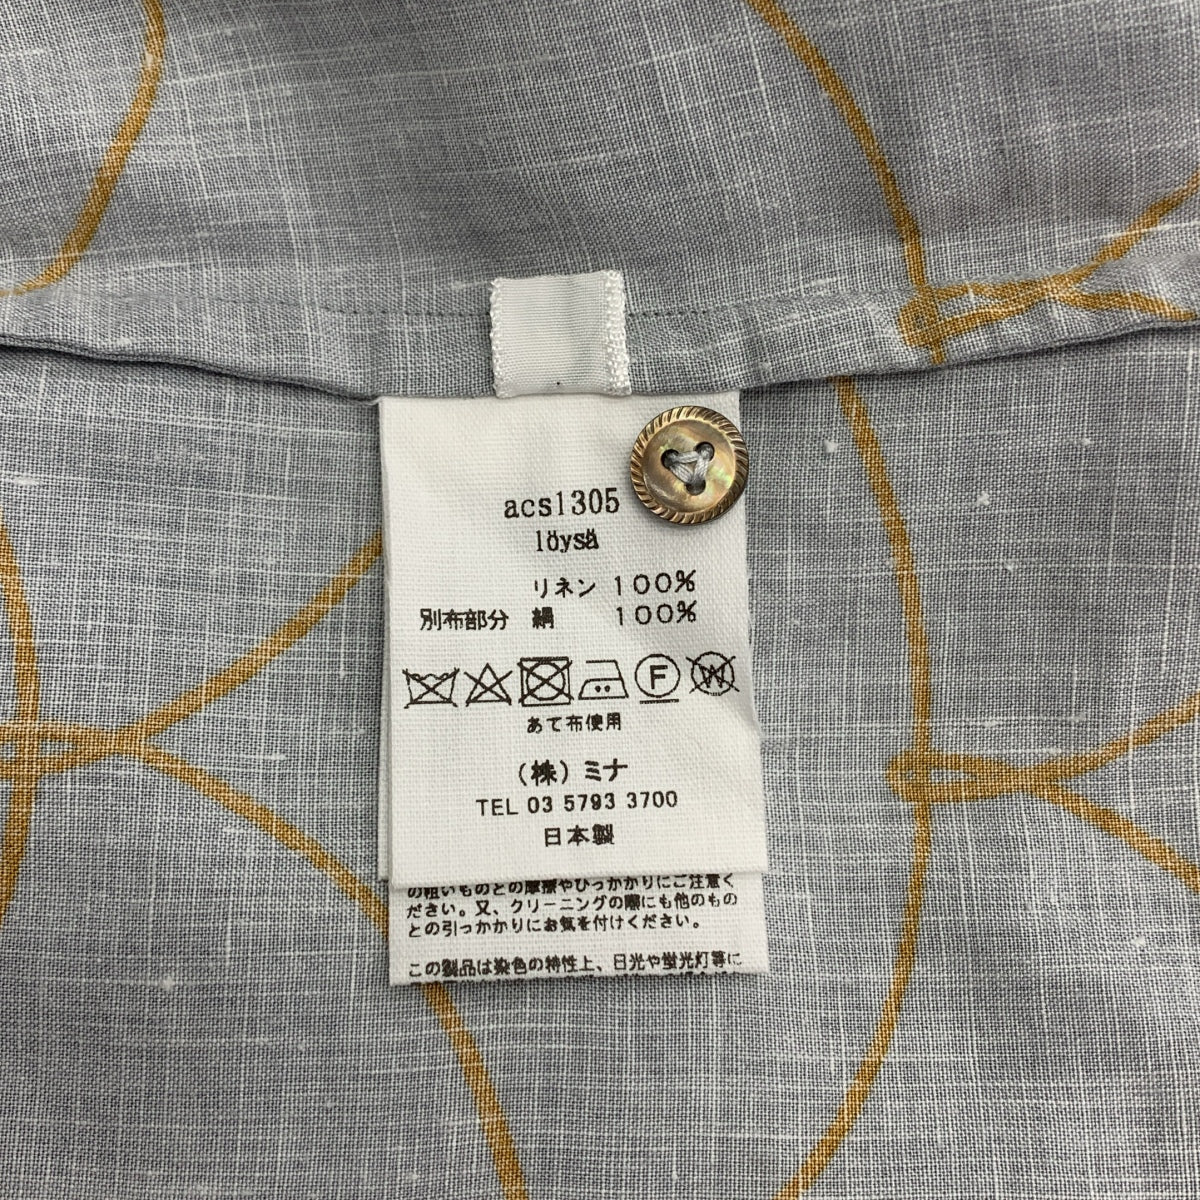 acs1305
löysä
リネン 100%
別布部分 絹 100%
F
W
あて布使用
(株)ミナ
TEL 03 5793 3700
日本製
の粗いものとの摩擦やひっかかりにご注意く
ださい。又、クリーニングの際にも他のもの
との引っかかりにお気を付けください。
この製品は染色の特性上、日光や蛍光灯等に